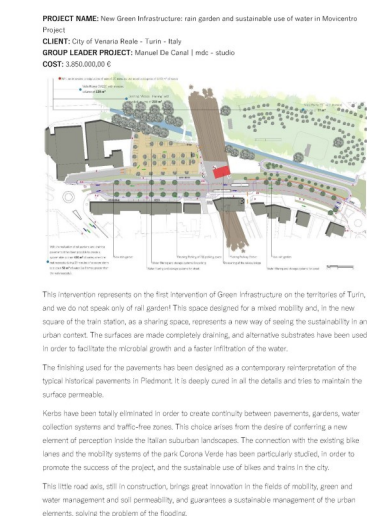 PROJECT NAME: New Green Infrastructure: rain garden and sustainable use of water in Movicentro
Project
CLIENT: City of Venaria Reale - Turin - Italy
GROUP LEADER PROJECT: Manuel De Canal | mdc - studio
COST: 3.850.000,00 €
This intervention represents on the first intervention of Green Infrastructure on the territories of Turin,
and we do not speak only of rail garden! This space designed for a mixed mobility and, in the new
square of the train station, as a sharing space, represents a new way of seeing the sustainability in an
urban context. The surfaces are made completely draining, and alternative substrates have been used
in order to facilitate the microbial growth and a faster infiltration of the water.
The finishing used for the pavements has been designed as a contemporary reinterpretation of the
typical historical pavements in Piedmont. It is deeply cured in all the details and tries to maintain the
surface permeable.
Kerbs have been totally eliminated in order to create continuity between pavements, gardens, water
collection systems and traffic-free zones. This choice arises from the desire of conferring a new
element of perception inside the Italian suburban landscapes. The connection with the existing bike
lanes and the mobility systems of the park Corona Verde has been particularly studied, in order to
promote the success of the project, and the sustainable use of bikes and trains in the city.
This little road axis, still in construction, brings great innovation in the fields of mobility, green and
water management and soil permeability, and guarantees a sustainable management of the urban
elements, solving the problem of the flooding.